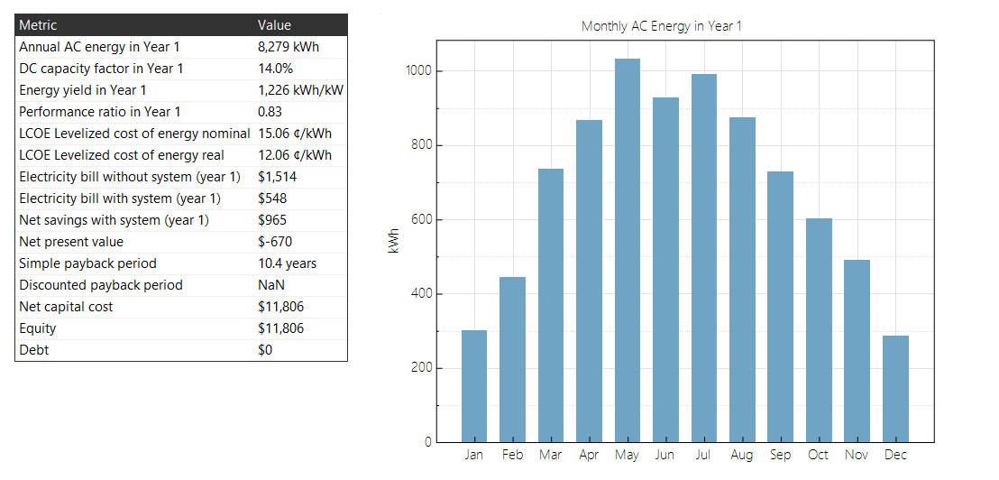 Metric Value
Annual AC energy in Year 1 8,279 kWh
DC capacity factor in Year 1 14.0%
Energy yield in Year 1 1,226 kWh/kW
Performance ratio in Year 1 0.83
LCOE Levelized cost of energy nominal 15.06 ¢/kWh
LCOE Levelized cost of energy real 12.06 ¢/kWh
Electricity bill without system (year 1) $1,514
Electricity bill with system (year 1) $548
Net savings with system (year 1) $965
Net present value $-670
Simple payback period 10.4 years
Discounted payback period NaN
Net capital cost $11,806
Equity $11,806
Debt $0
Monthly AC Energy in Year 1
kWh
1000
800
600
400
200
0
Jan Feb Mar Apr May Jun Jul Aug Sep Oct Nov Dec